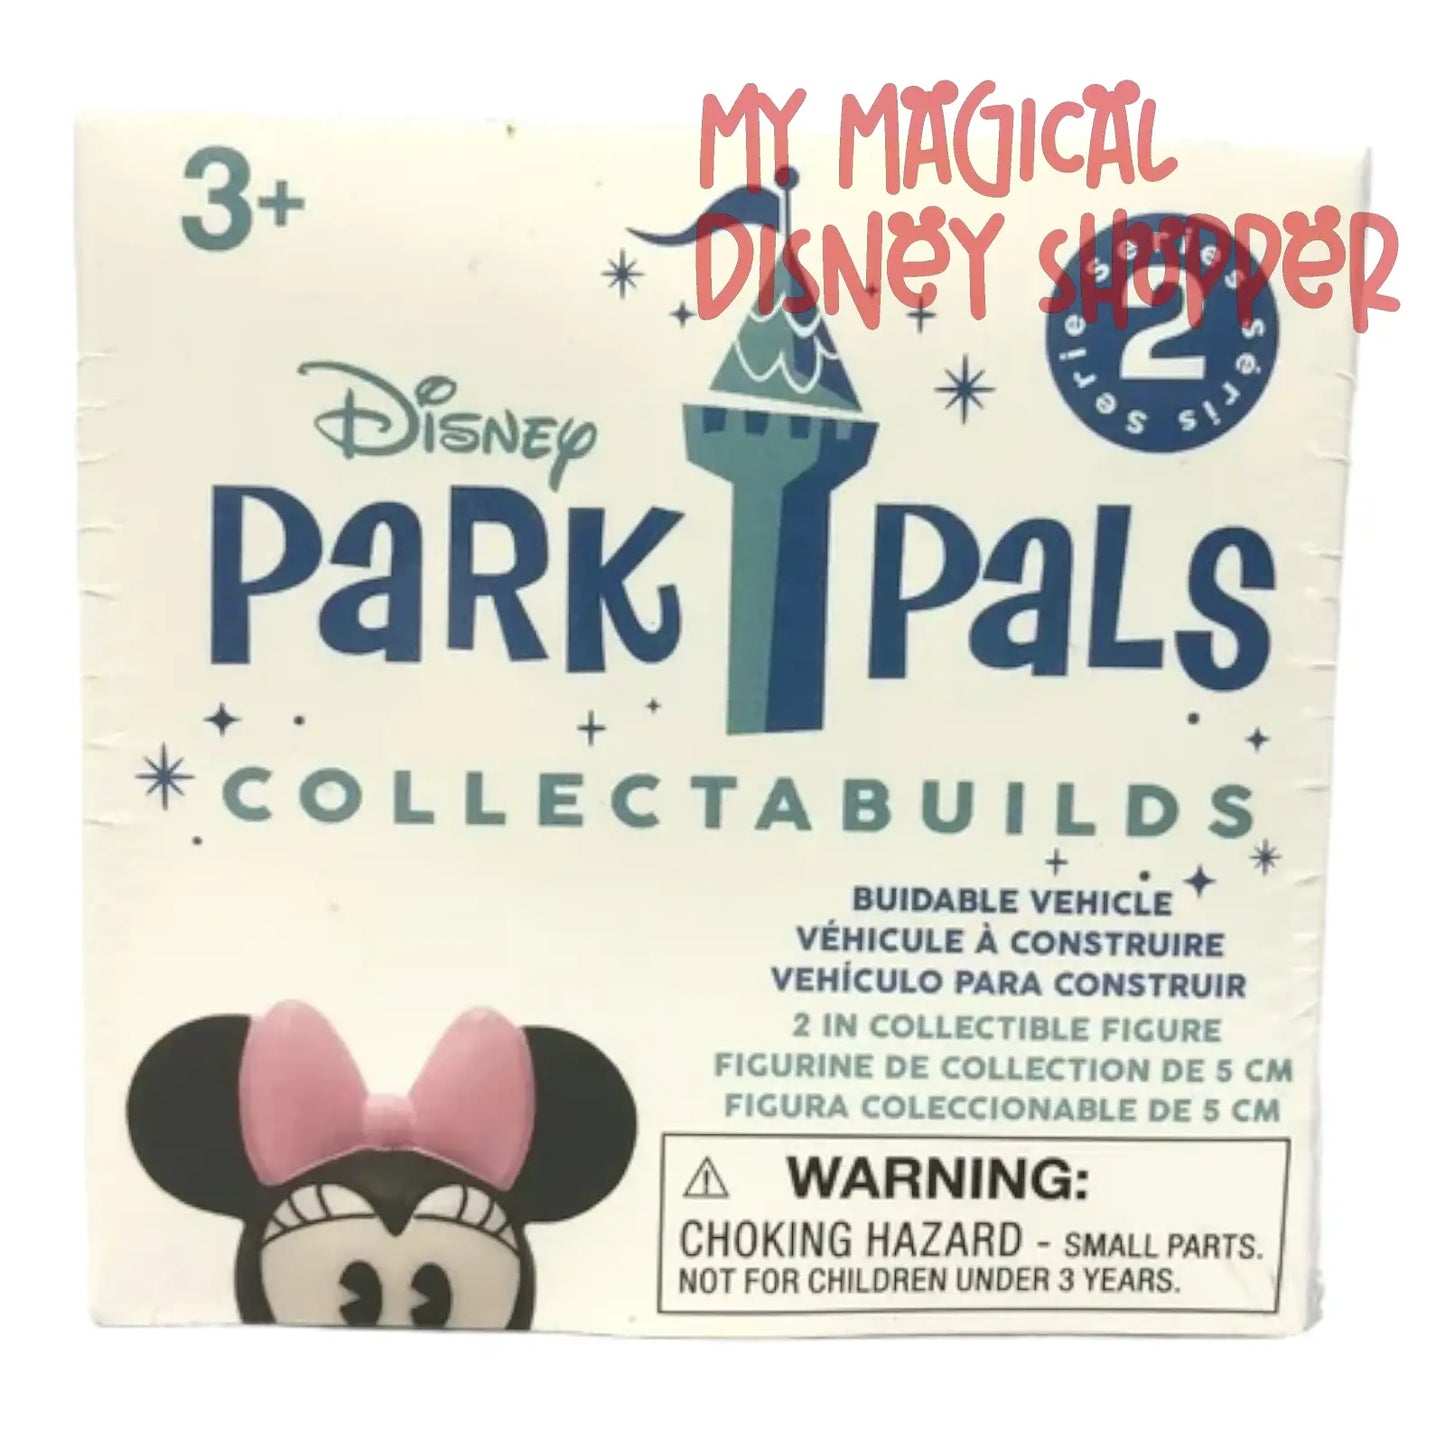 MY MAGICAL
DISNEY SHOPPER
3+
series
2
serie séris
Disney
PARK PALS
COLLECTABUILDS
BUIDABLE VEHICLE
VÉHICULE À CONSTRUIRE
VEHÍCULO PARA CONSTRUIR
2 IN COLLECTIBLE FIGURE
FIGURINE DE COLLECTION DE 5 CM
FIGURA COLECCIONABLE DE 5 CM
WARNING:
CHOKING HAZARD - SMALL PARTS.
NOT FOR CHILDREN UNDER 3 YEARS.